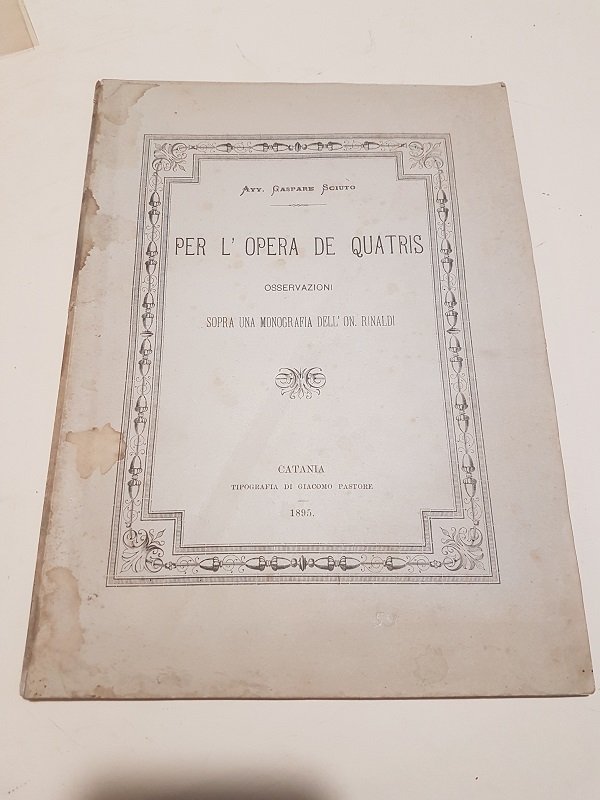 Avv. Gaspare Sciuto
PER L' OPERA DE QUATRIS
OSSERVAZIONI
SOPRA UNA MONOGRAFIA DELL' ON. RINALDI
CATANIA
TIPOGRAFIA DI GIACOMO PASTORE
1895.